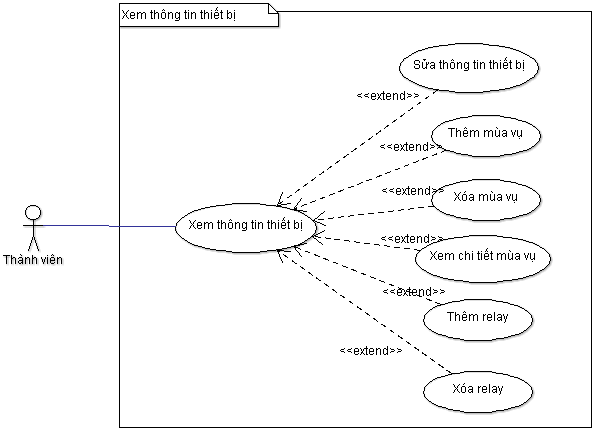 Xem thông tin thiết bị
Sửa thông tin thiết bị
<<extend>>
Thêm mùa vụ
<<extend>>
Xóa mùa vụ
<<extend>>
Xem thông tin thiết bị
Thành viên
<<extend>>
Xem chi tiết mùa vụ
<<extend>>
Thêm relay
<<extend>>
Xóa relay